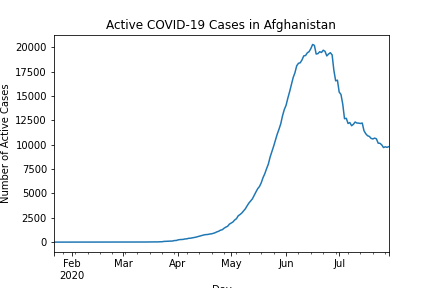 Active COVID-19 Cases in Afghanistan
Number of Active Cases
20000
17500
15000
12500
10000
7500
5000
2500
0
Feb
2020
Mar
Apr
May
Jun
Jul